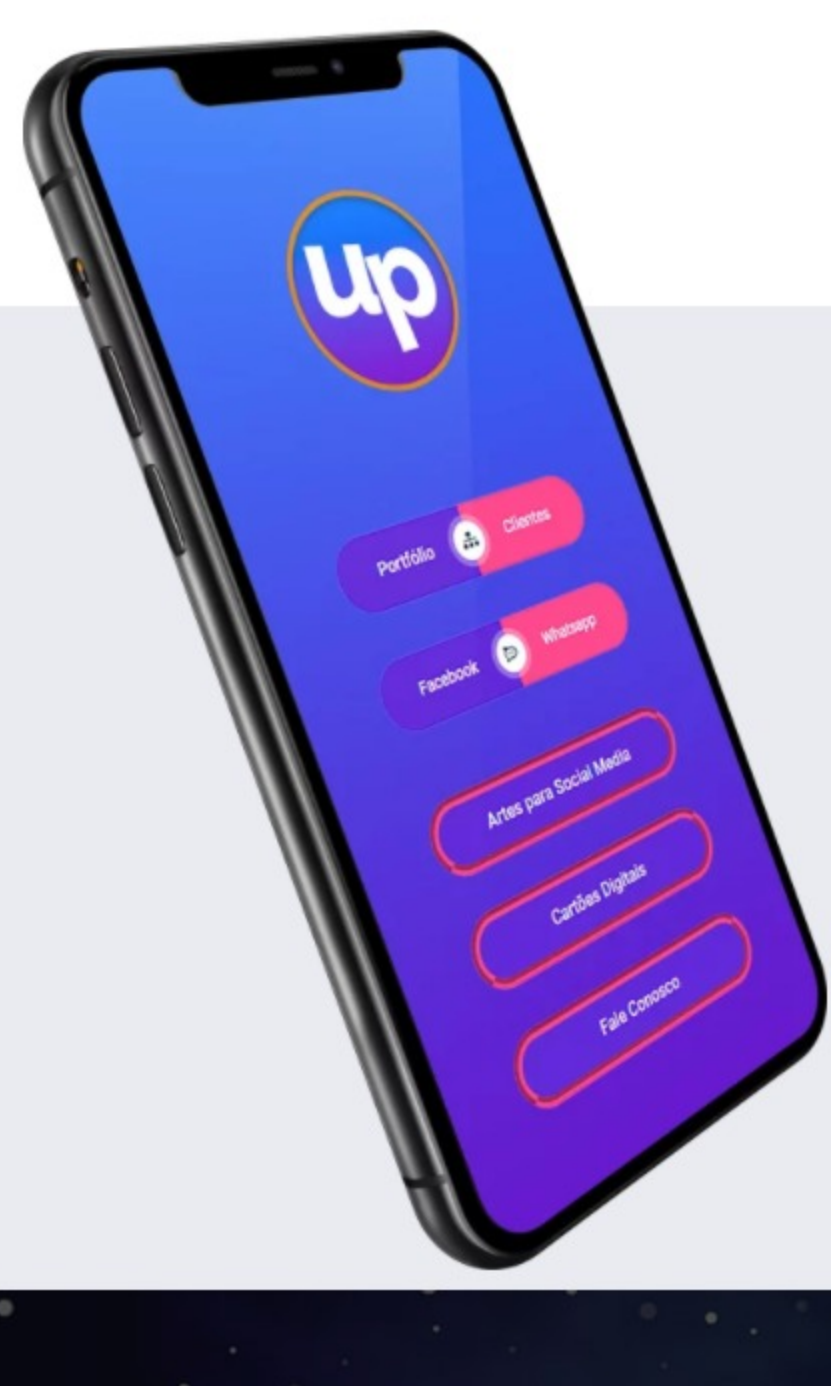 up
Portfólio
Clientes
Facebook
Whatsapp
Artes para Social Media
Cartões Digitais
Fale Conosco